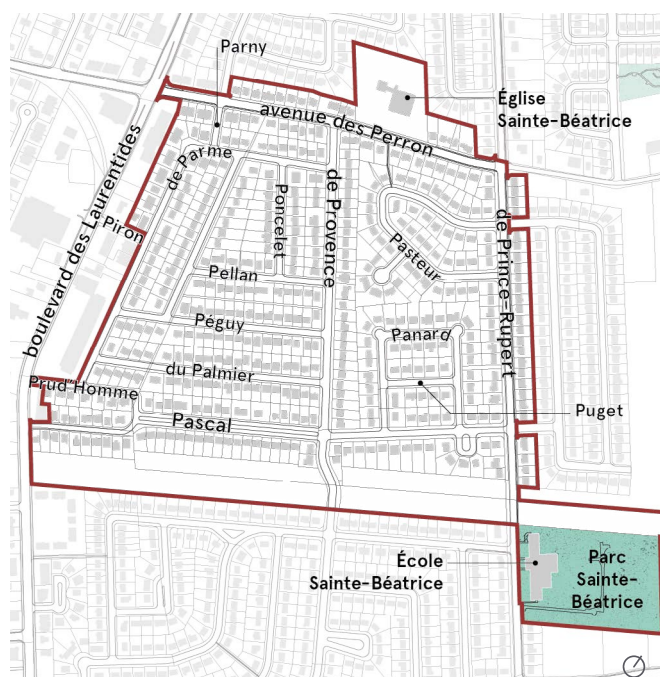 Parny
Église
Sainte-Béatrice
avenue des Perron
boulevard des Laurentides
de Parme
Poncelet
de Provence
de Prince-Rupert
Piron
Pasteur
Pellan
Péguy
Panard
du Palmier
Prud'Homme
Puget
Pascal
École
Sainte-Béatrice
Parc
Sainte-
Béatrice